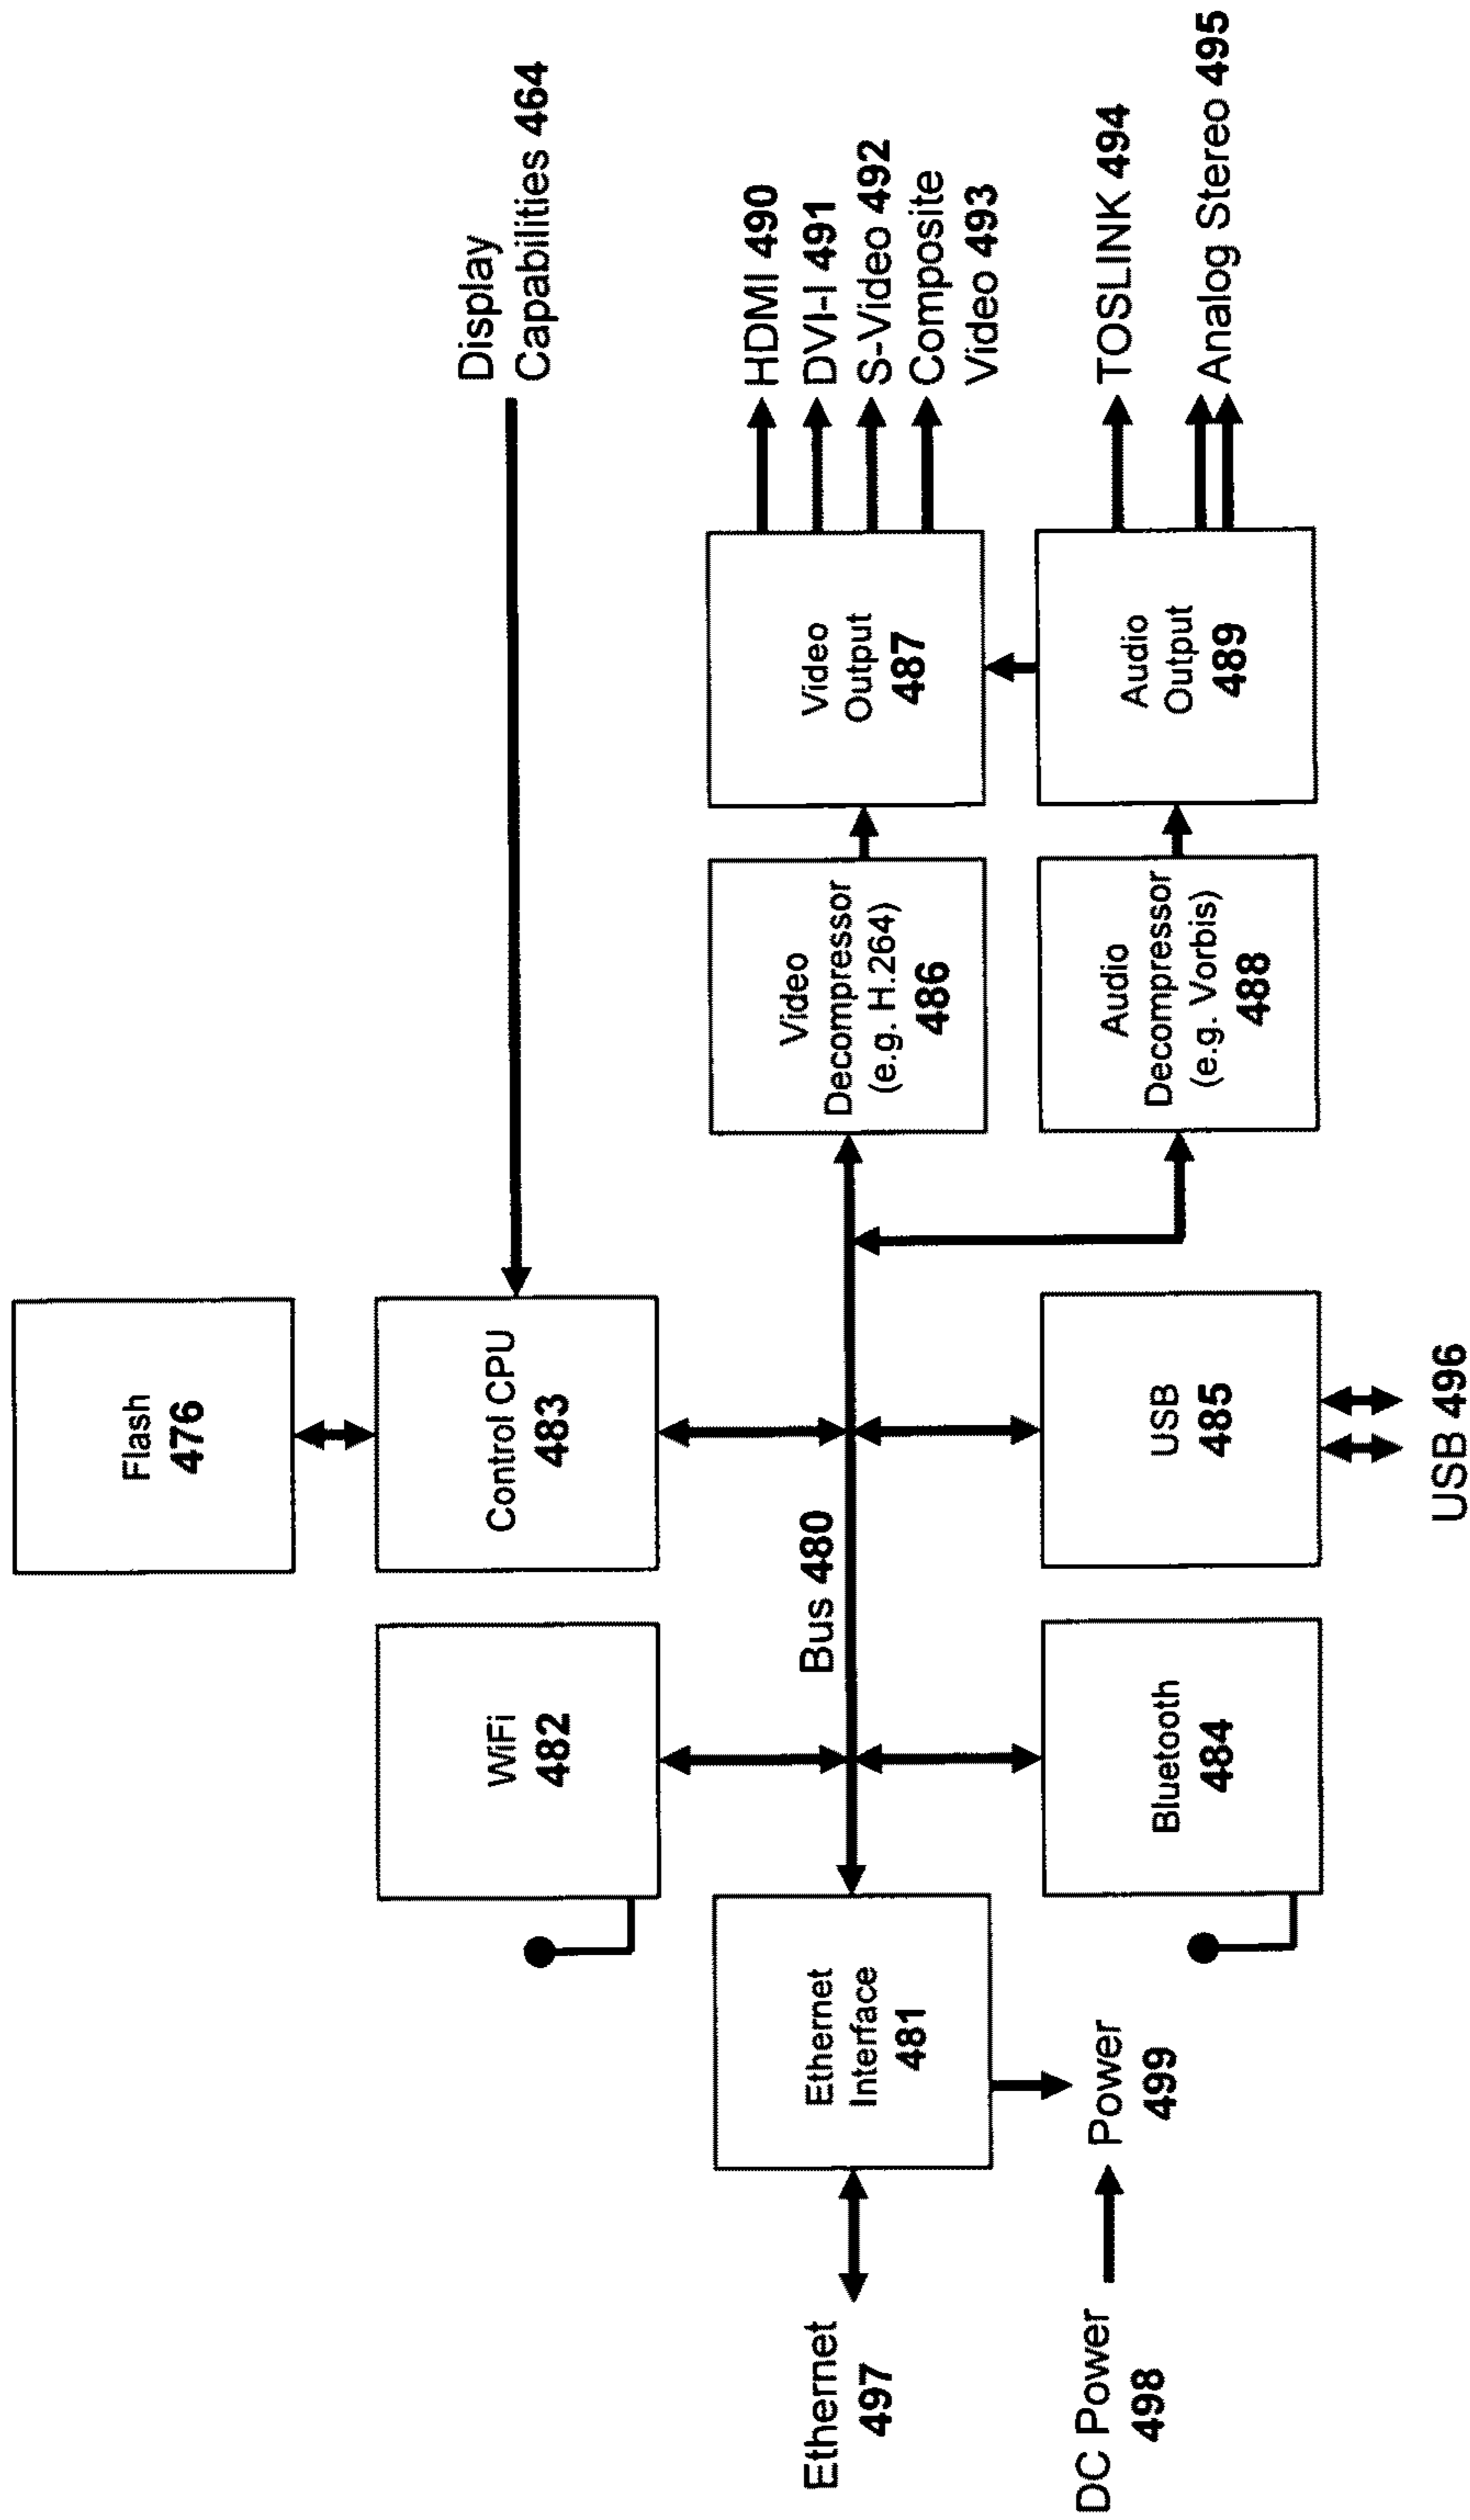 Flash
476
Display
Capabilities 464
WiFi
482
Control CPU
483
HDMI 490
DVI-I 491
S-Video 492
Composite
Video 493
Bus 480
Ethernet
497
Ethernet
Interface
481
Video
Decompressor
(e.g. H.264)
486
Video
Output
487
TOSLINK 494
Analog Stereo 495
DC Power
498
Power
499
Bluetooth
484
USB
485
Audio
Decompressor
(e.g. Vorbis)
488
Audio
Output
489
USB 496